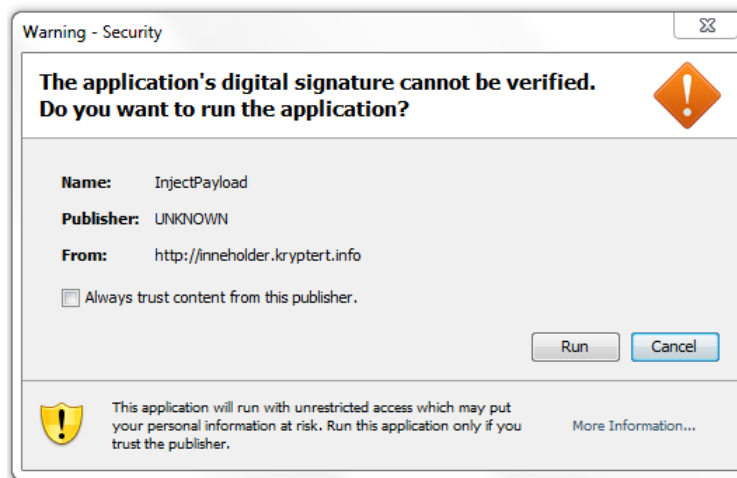 Warning - Security
The application's digital signature cannot be verified.
Do you want to run the application?
Name: InjectPayload
Publisher: UNKNOWN
From: http://inneholder.kryptert.info
Always trust content from this publisher.
Run Cancel
This application will run with unrestricted access which may put
your personal information at risk. Run this application only if you
trust the publisher.
More Information...